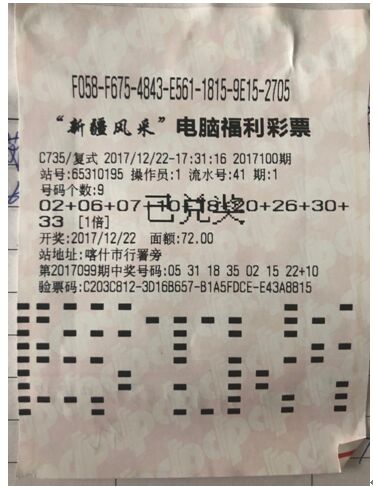 F058-F675-4843-E561-1815-9E15-2705
“新疆风采”电脑福利彩票
C735/复式 2017/12/22-17:31:16 2017100期
站号:65310195 操作员:1 流水号:41 期:1
号码个数:9
02+06+07+10+18+20+26+30+
已兑奖
33 [1倍]
开奖:2017/12/22 面额:72.00
站地址:喀什市行署旁
第2017099期中奖号码:05 31 18 35 02 15 22+10
验票码:C203C812-3D16B657-B1A5FDCE-E43A8815